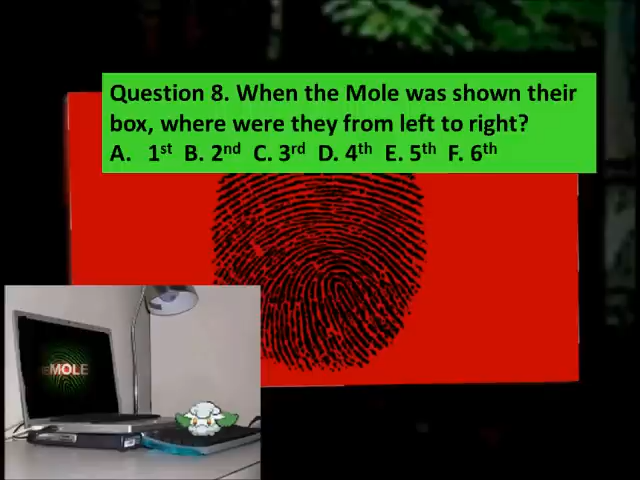 Question 8. When the Mole was shown their
box, where were they from left to right?
A. 1st B. 2nd C. 3rd D. 4th E. 5th F. 6th
MOLE